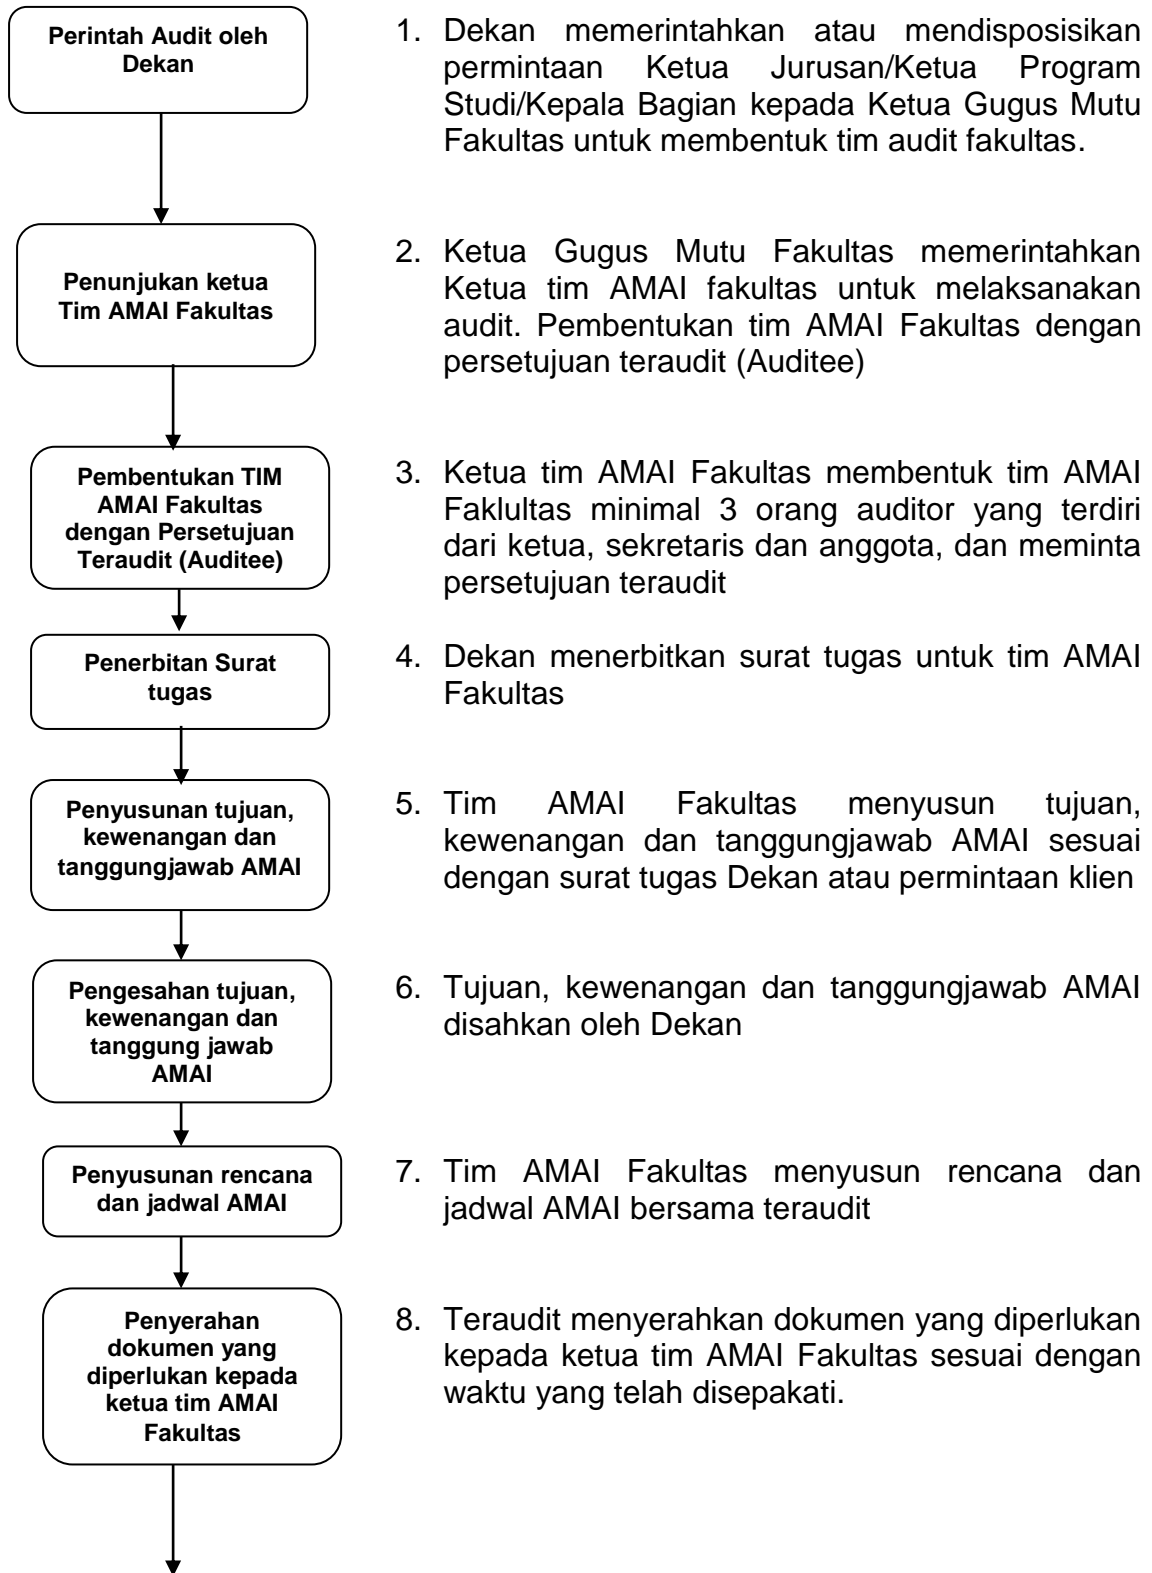 Perintah Audit oleh
Dekan
1. Dekan memerintahkan atau mendisposisikan
permintaan Ketua Jurusan/Ketua Program
Studi/Kepala Bagian kepada Ketua Gugus Mutu
Fakultas untuk membentuk tim audit fakultas.
Penunjukan ketua
Tim AMAI Fakultas
2. Ketua Gugus Mutu Fakultas memerintahkan
Ketua tim AMAI fakultas untuk melaksanakan
audit. Pembentukan tim AMAI Fakultas dengan
persetujuan teraudit (Auditee)
Pembentukan TIM
AMAI Fakultas
dengan Persetujuan
Teraudit (Auditee)
3. Ketua tim AMAI Fakultas membentuk tim AMAI
Faklultas minimal 3 orang auditor yang terdiri
dari ketua, sekretaris dan anggota, dan meminta
persetujuan teraudit
Penerbitan Surat
tugas
4. Dekan menerbitkan surat tugas untuk tim AMAI
Fakultas
Penyusunan tujuan,
kewenangan dan
tanggungjawab AMAI
5. Tim AMAI Fakultas menyusun tujuan,
kewenangan dan tanggungjawab AMAI sesuai
dengan surat tugas Dekan atau permintaan klien
Pengesahan tujuan,
kewenangan dan
tanggung jawab
AMAI
6. Tujuan, kewenangan dan tanggungjawab AMAI
disahkan oleh Dekan
Penyusunan rencana
dan jadwal AMAI
7. Tim AMAI Fakultas menyusun rencana dan
jadwal AMAI bersama teraudit
Penyerahan
dokumen yang
diperlukan kepada
ketua tim AMAI
Fakultas
8. Teraudit menyerahkan dokumen yang diperlukan
kepada ketua tim AMAI Fakultas sesuai dengan
waktu yang telah disepakati.